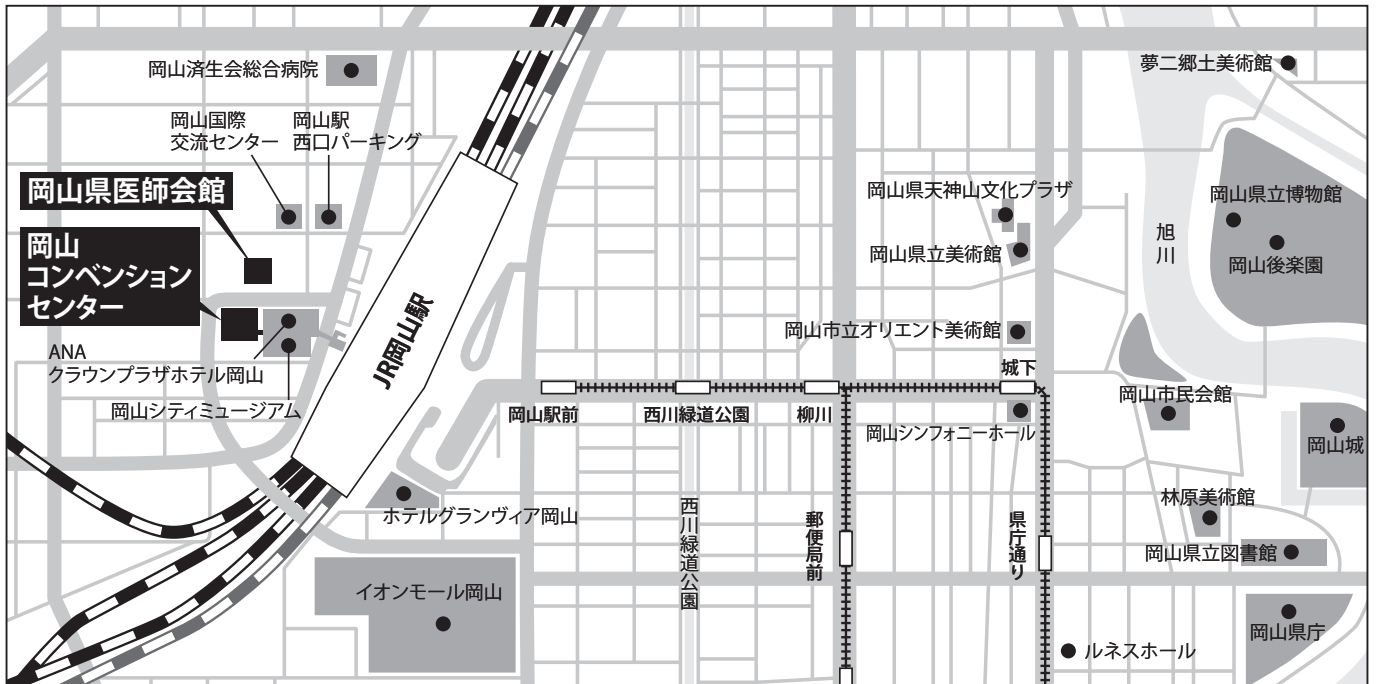 岡山済生会総合病院
夢二郷土美術館
岡山国際
交流センター
岡山駅
西口パーキング
岡山県医師会館
岡山
コンベンション
センター
ANA
クラウンプラザホテル岡山
岡山シティミュージアム
JR岡山駅
岡山県天神山文化プラザ
岡山県立美術館
旭川
岡山県立博物館
岡山後楽園
岡山市立オリエント美術館
城下
岡山駅前
西川緑道公園
柳川
岡山シンフォニーホール
岡山市民会館
岡山城
ホテルグランヴィア岡山
西川緑道公園
郵便局前
県庁通り
林原美術館
岡山県立図書館
イオンモール岡山
岡山県庁
ルネスホール